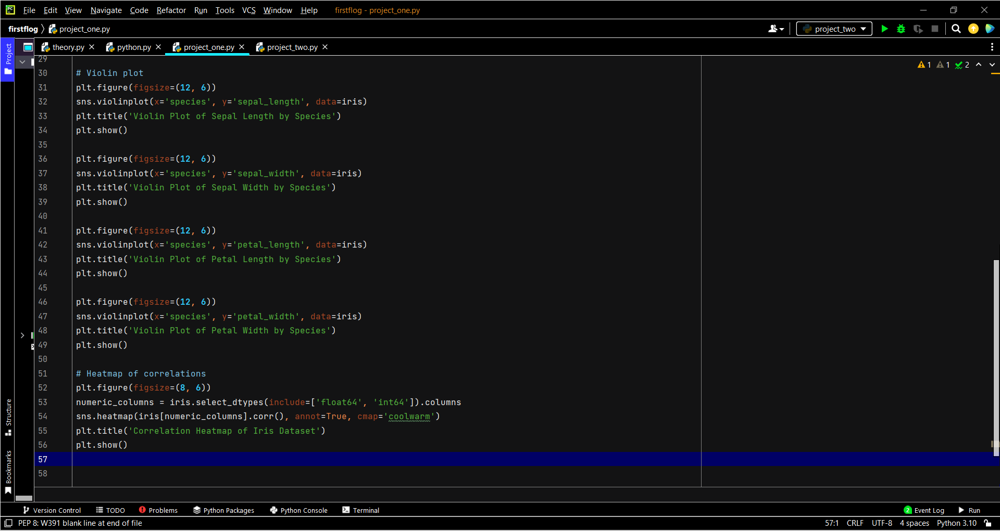 PC File Edit View Navigate Code Refactor Run Tools VCS Window Help firstflog - project_one.py
firstflog project_one.py project_two
Project
theory.py python.py project_one.py project_two.py
29
1 1 2
30 # Violin plot
31 plt.figure(figsize=(12, 6))
32 sns.violinplot(x='species', y='sepal_length', data=iris)
33 plt.title('Violin Plot of Sepal Length by Species')
34 plt.show()
35
36 plt.figure(figsize=(12, 6))
37 sns.violinplot(x='species', y='sepal_width', data=iris)
38 plt.title('Violin Plot of Sepal Width by Species')
39 plt.show()
40
41 plt.figure(figsize=(12, 6))
42 sns.violinplot(x='species', y='petal_length', data=iris)
43 plt.title('Violin Plot of Petal Length by Species')
44 plt.show()
45
46 plt.figure(figsize=(12, 6))
47 sns.violinplot(x='species', y='petal_width', data=iris)
48 plt.title('Violin Plot of Petal Width by Species')
49 plt.show()
50
51 # Heatmap of correlations
52 plt.figure(figsize=(8, 6))
53 numeric_columns = iris.select_dtypes(include=['float64', 'int64']).columns
54 sns.heatmap(iris[numeric_columns].corr(), annot=True, cmap='coolwarm')
55 plt.title('Correlation Heatmap of Iris Dataset')
56 plt.show()
57
58
Structure
Bookmarks
Version Control TODO Problems Python Packages Python Console Terminal 2 Event Log Run
PEP 8: W391 blank line at end of file 57:1 CRLF UTF-8 4 spaces Python 3.10